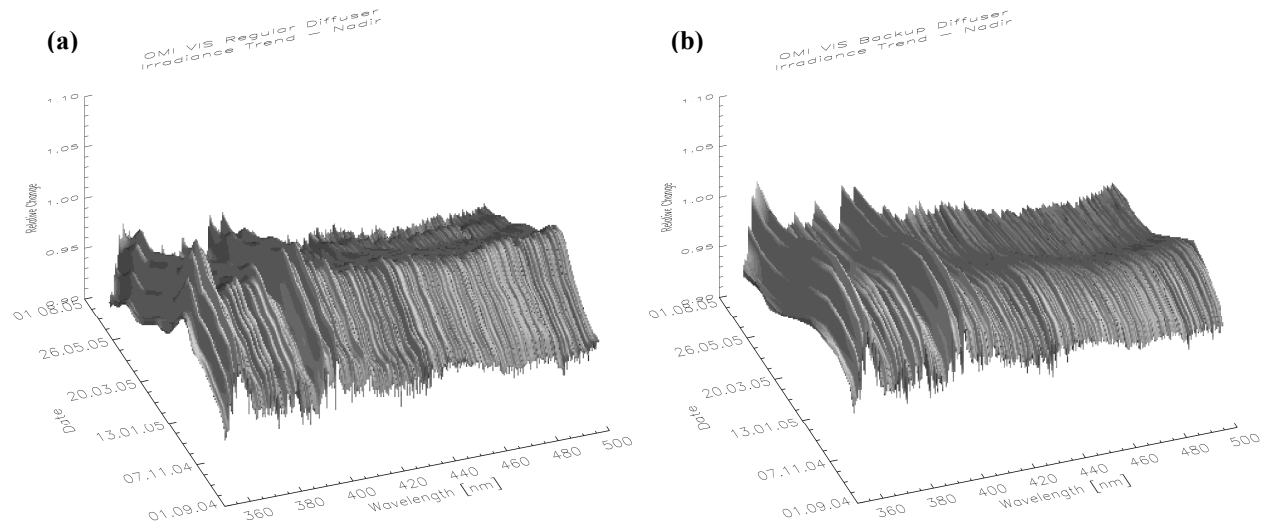 (a)
OMI VIS Regular Diffuser
Irradiance Trend — Nadir
1.10
1.05
1.00
0.95
0.90
Relative Change
01.08.05
26.05.05
20.03.05
13.01.05
07.11.04
01.09.04
Date
360 380 400 420 440 460 480 500
Wavelength [nm]
(b)
OMI VIS Backup Diffuser
Irradiance Trend — Nadir
1.10
1.05
1.00
0.95
0.90
Relative Change
01.08.05
26.05.05
20.03.05
13.01.05
07.11.04
01.09.04
Date
360 380 400 420 440 460 480 500
Wavelength [nm]